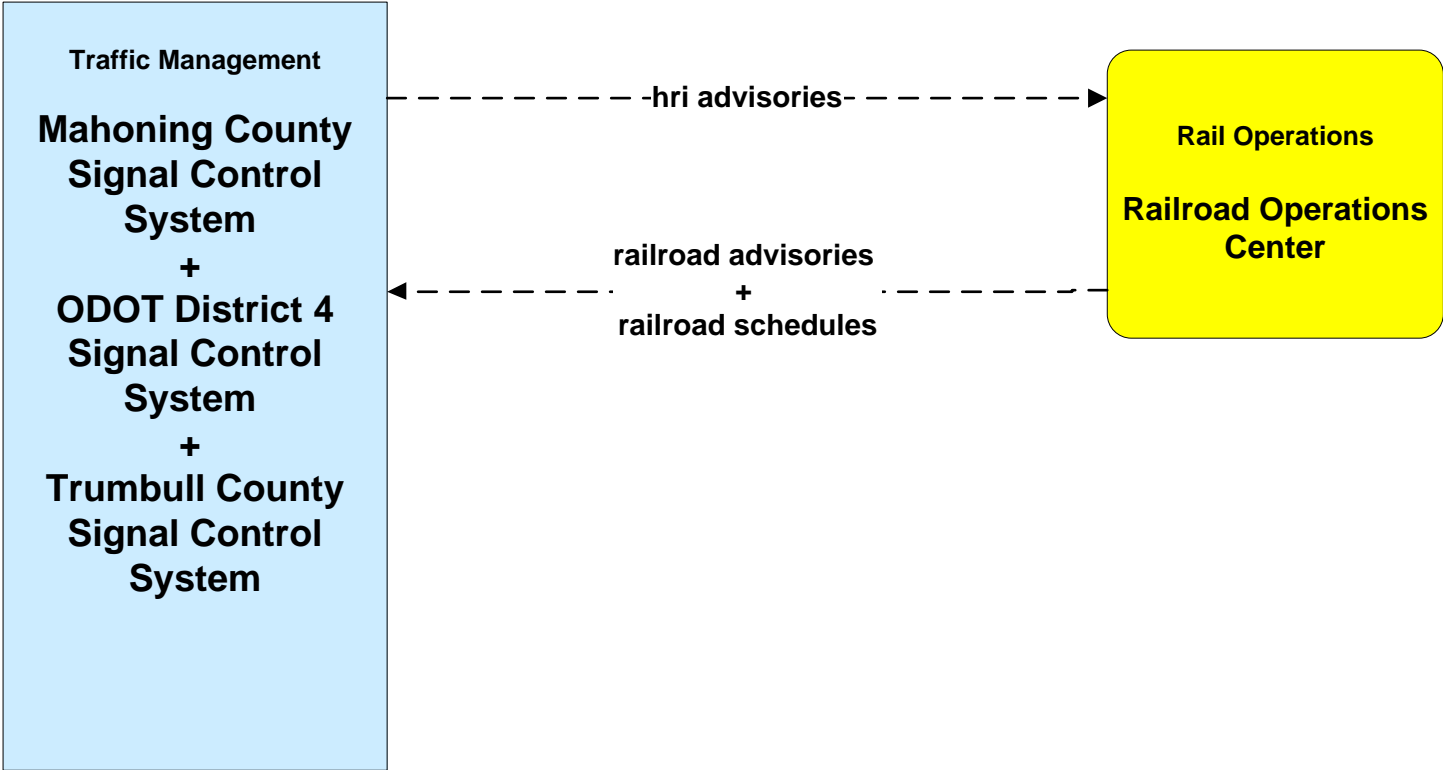 Traffic Management
Mahoning County
Signal Control
System
+
ODOT District 4
Signal Control
System
+
Trumbull County
Signal Control
System
hri advisories
railroad advisories
+
railroad schedules
Rail Operations
Railroad Operations
Center